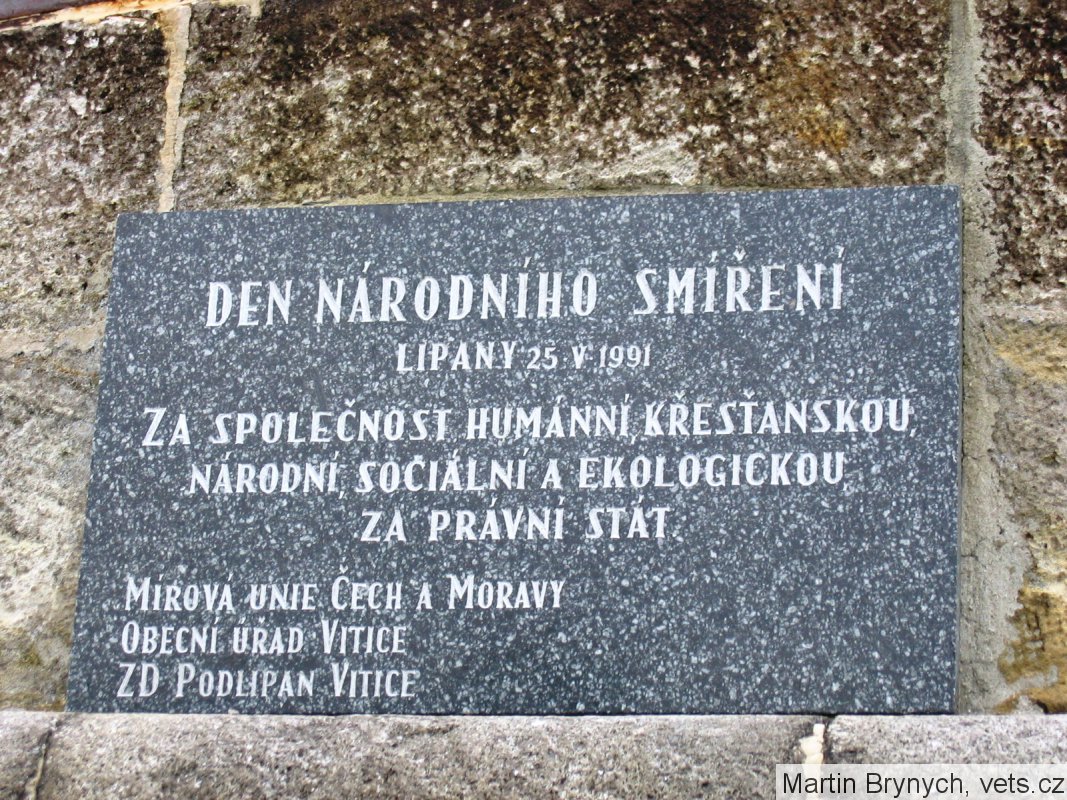 DEN NÁRODNÍHO SMÍŘENÍ
LIPANY 25 V. 1991
ZA SPOLEČNOST HUMÁNNÍ, KŘESŤANSKOU,
NÁRODNÍ, SOCIÁLNÍ A EKOLOGICKOU
ZA PRÁVNÍ STÁT
MÍROVÁ UNIE ČECH A MORAVY
OBECNÍ ÚŘAD VITICE
ZD PODLIPAN VITICE
Martin Brynych, vets.cz